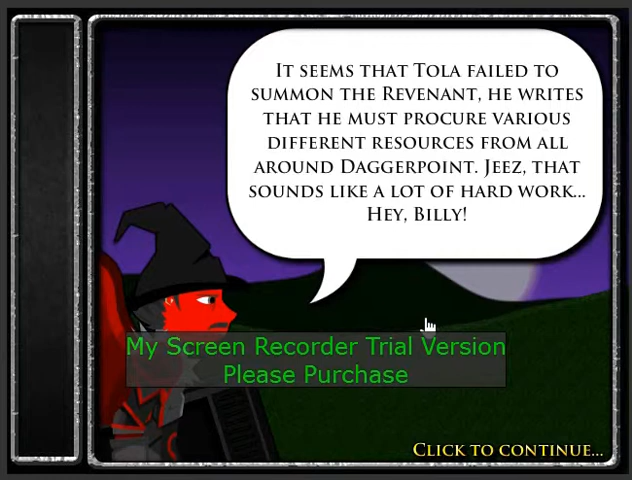 It seems that Tola failed to
summon the Revenant, he writes
that he must procure various
different resources from all
around Daggerpoint. Jeez, that
sounds like a lot of hard work...
Hey, Billy!
My Screen Recorder Trial Version
Please Purchase
Click to continue...